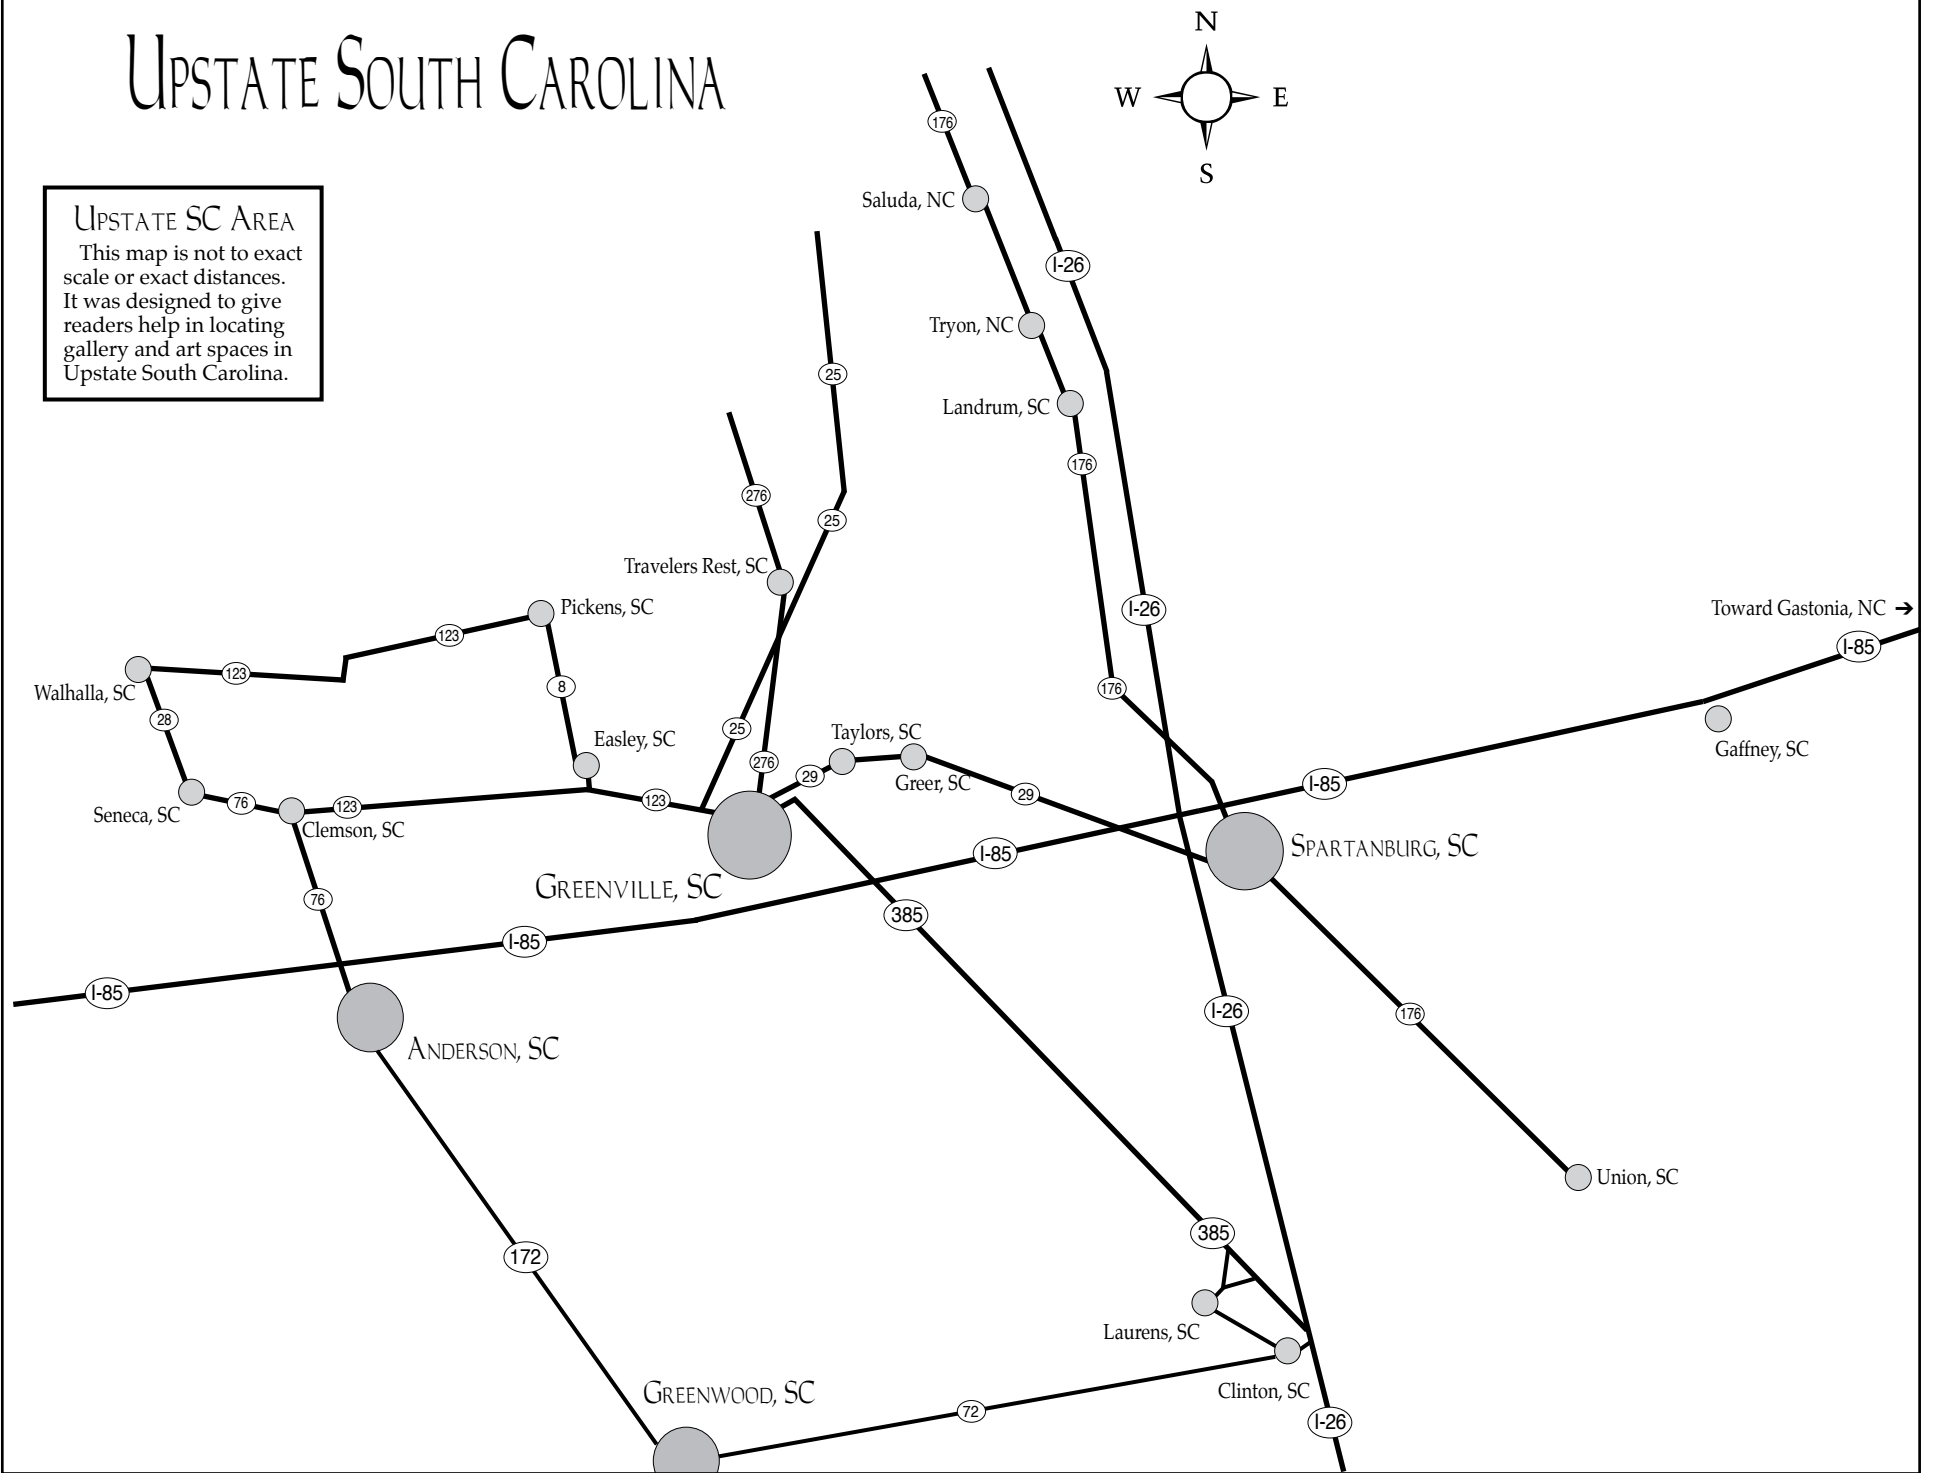 UPSTATE SOUTH CAROLINA
N
W
E
S
UPSTATE SC AREA
This map is not to exact
scale or exact distances.
It was designed to give
readers help in locating
gallery and art spaces in
Upstate South Carolina.
176
Saluda, NC
I-26
Tryon, NC
25
Landrum, SC
176
276
25
Travelers Rest, SC
Pickens, SC
I-26
Toward Gastonia, NC ➔
123
I-85
123
Walhalla, SC
8
176
28
25
Gaffney, SC
Easley, SC
Taylors, SC
276
29
Greer, SC
I-85
Seneca, SC
76
123
123
29
Clemson, SC
SPARTANBURG, SC
I-85
GREENVILLE, SC
76
385
I-85
I-85
I-26
176
ANDERSON, SC
Union, SC
385
172
Laurens, SC
GREENWOOD, SC
Clinton, SC
72
I-26